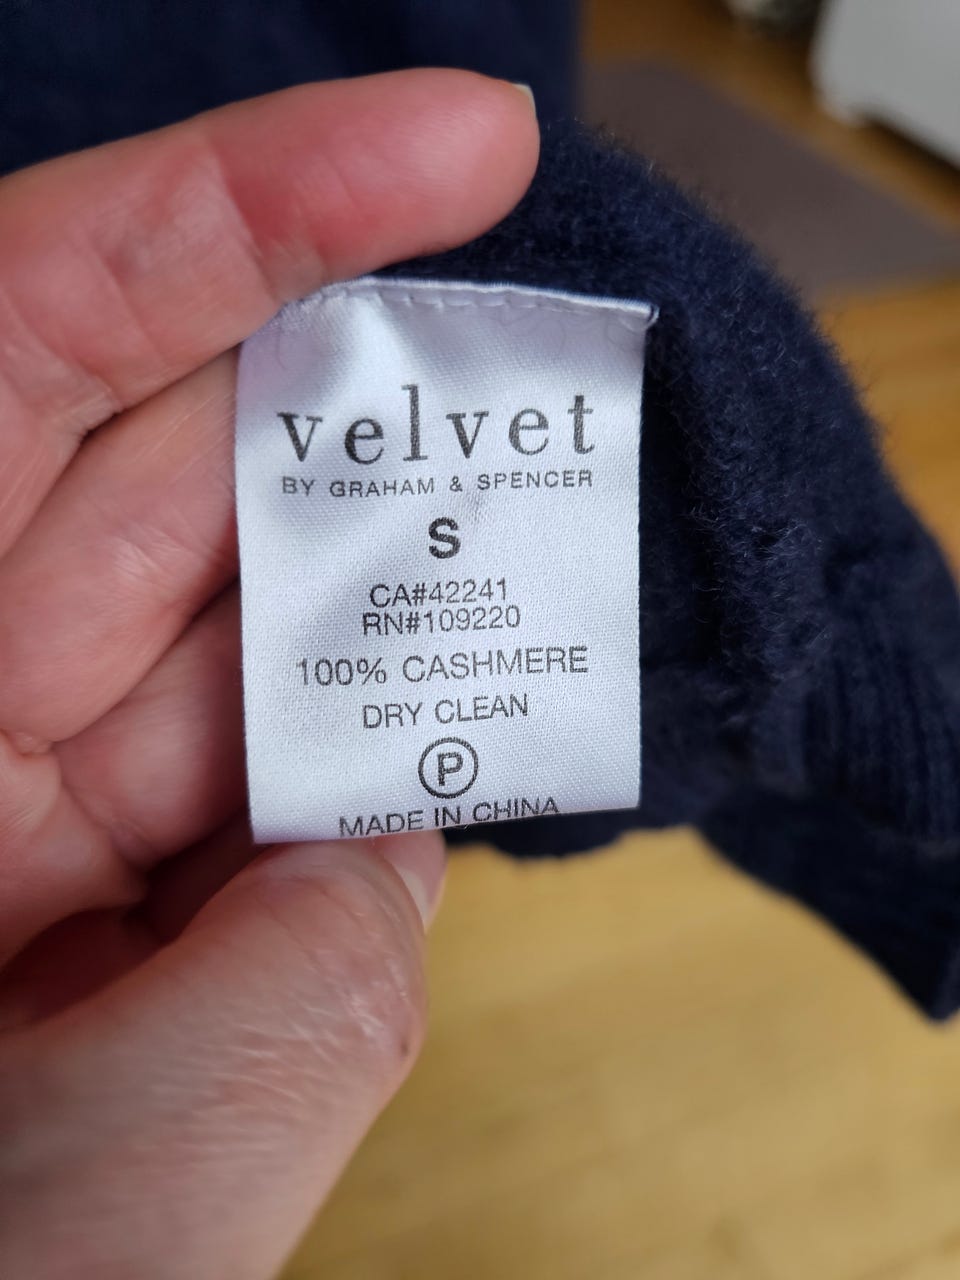 velvet
BY GRAHAM & SPENCER
S
CA#42241
RN#109220
100% CASHMERE
DRY CLEAN
P
MADE IN CHINA